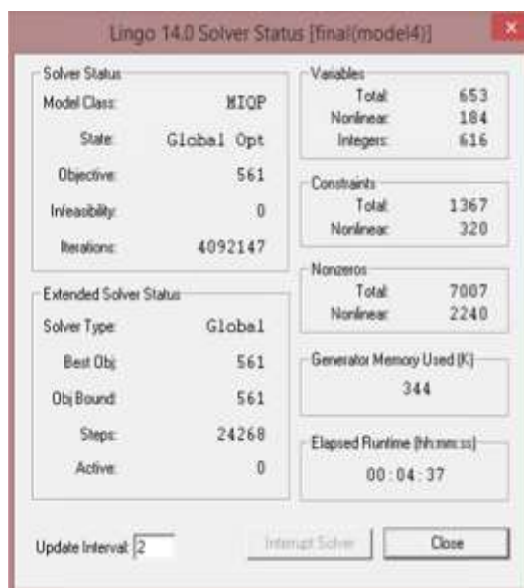 Lingo 14.0 Solver Status [final(model4)]
x
Solver Status
Model Class: MIQP
State: Global Opt
Objective: 561
Infeasibility: 0
Iterations: 4092147
Extended Solver Status
Solver Type: Global
Best Obj: 561
Obj Bound: 561
Steps: 24268
Active: 0
Variables
Total: 653
Nonlinear: 184
Integers: 616
Constraints
Total: 1367
Nonlinear: 320
Nonzeros
Total: 7007
Nonlinear: 2240
Generator Memory Used (K)
344
Elapsed Runtime (hh:mm:ss)
00:04:37
Update Interval: 2
Interrupt Solver
Close